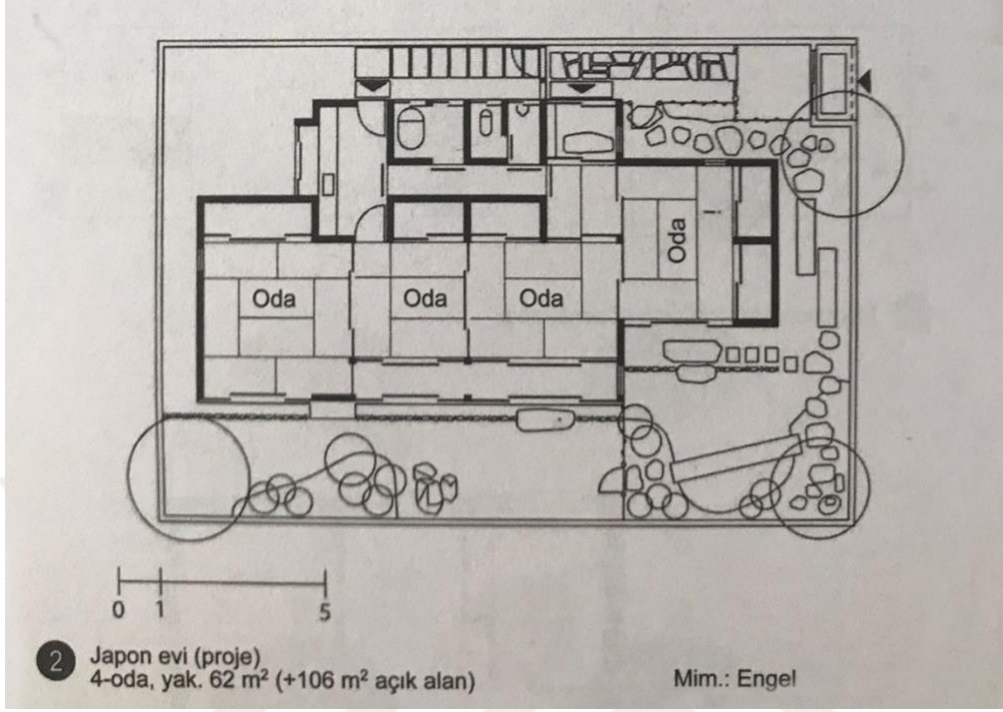 Oda
Oda
Oda
Oda
0 1 5
2 Japon evi (proje)
4-oda, yak. 62 m² (+106 m² açık alan)
Mim.: Engel